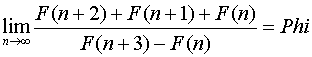 lim n→∞ F(n+2)+F(n+1)+F(n) / F(n+3)−F(n) = Phi